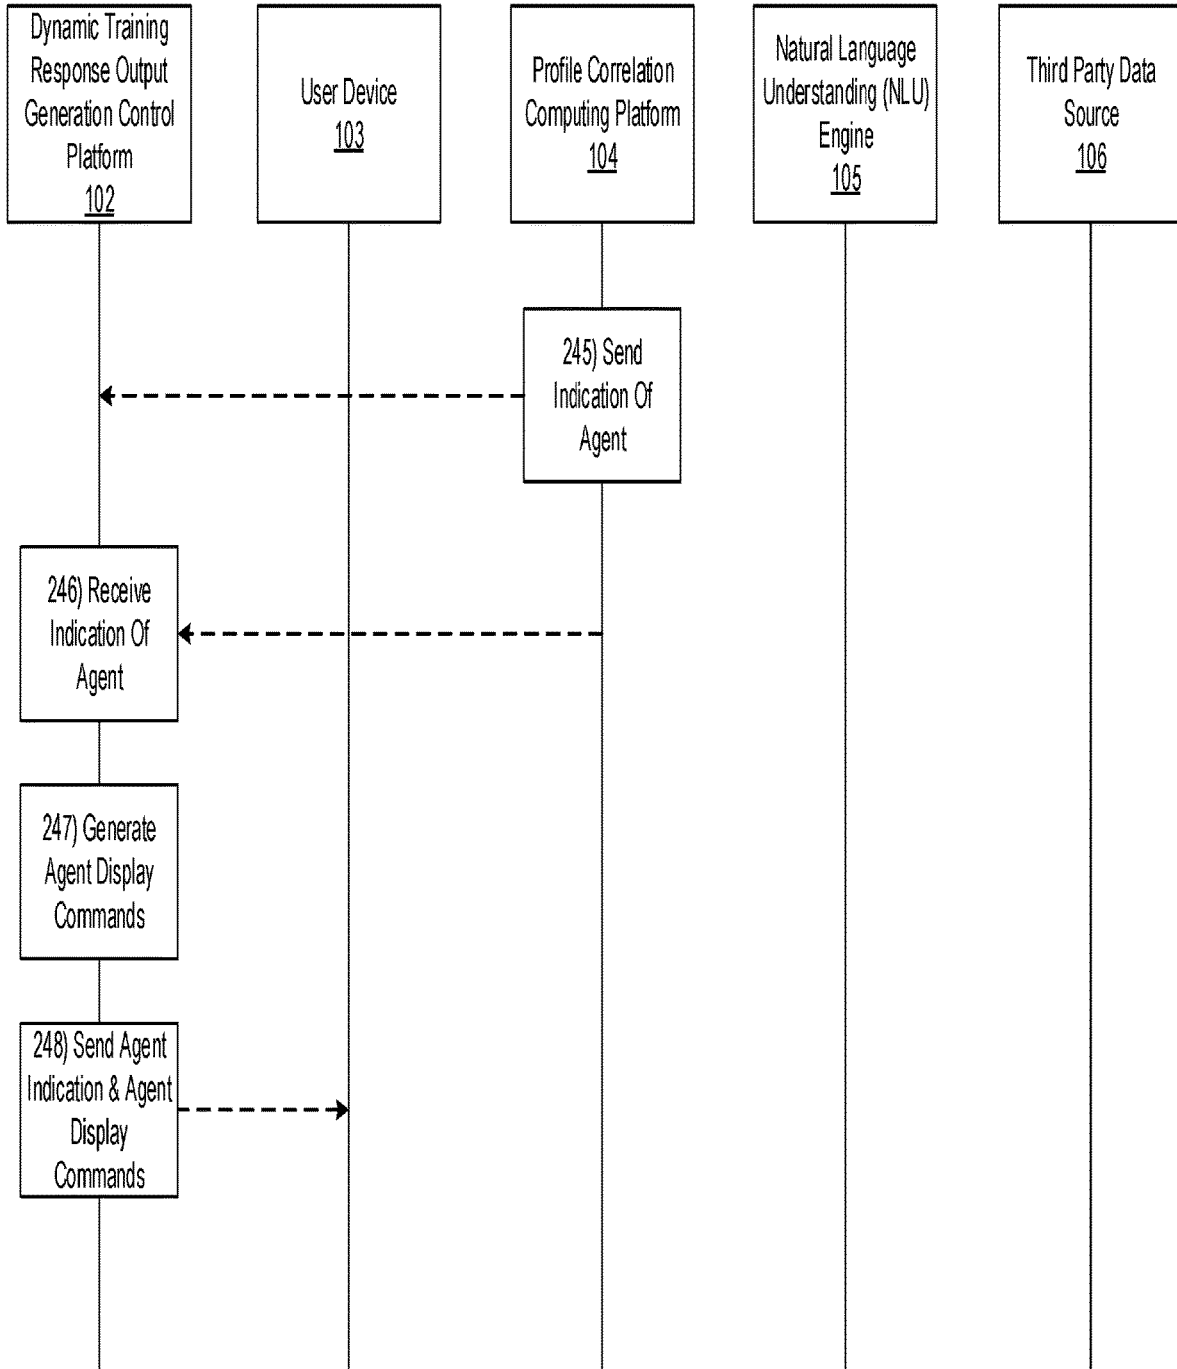 Dynamic Training
Response Output
Generation Control
Platform
102
User Device
103
Profile Correlation
Computing Platform
104
Natural Language
Understanding (NLU)
Engine
105
Third Party Data
Source
106
245) Send
Indication Of
Agent
246) Receive
Indication Of
Agent
247) Generate
Agent Display
Commands
248) Send Agent
Indication & Agent
Display
Commands